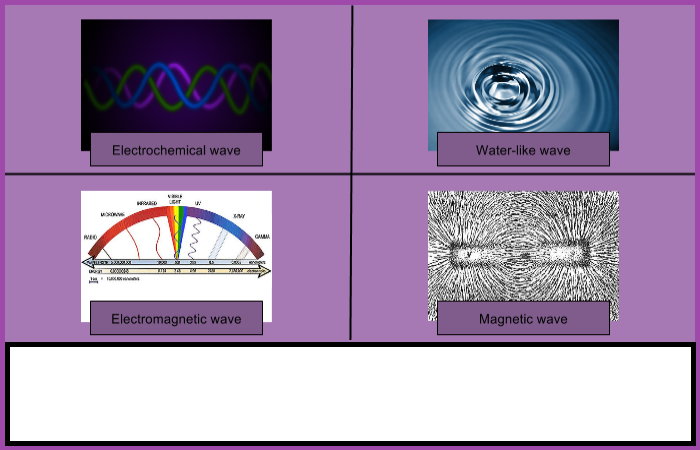 Electrochemical wave
Water-like wave
VISIBLE
LIGHT
INFRARED
UV
MICROWAVE
X-RAY
RADIO
GAMMA
Electromagnetic wave
Magnetic wave